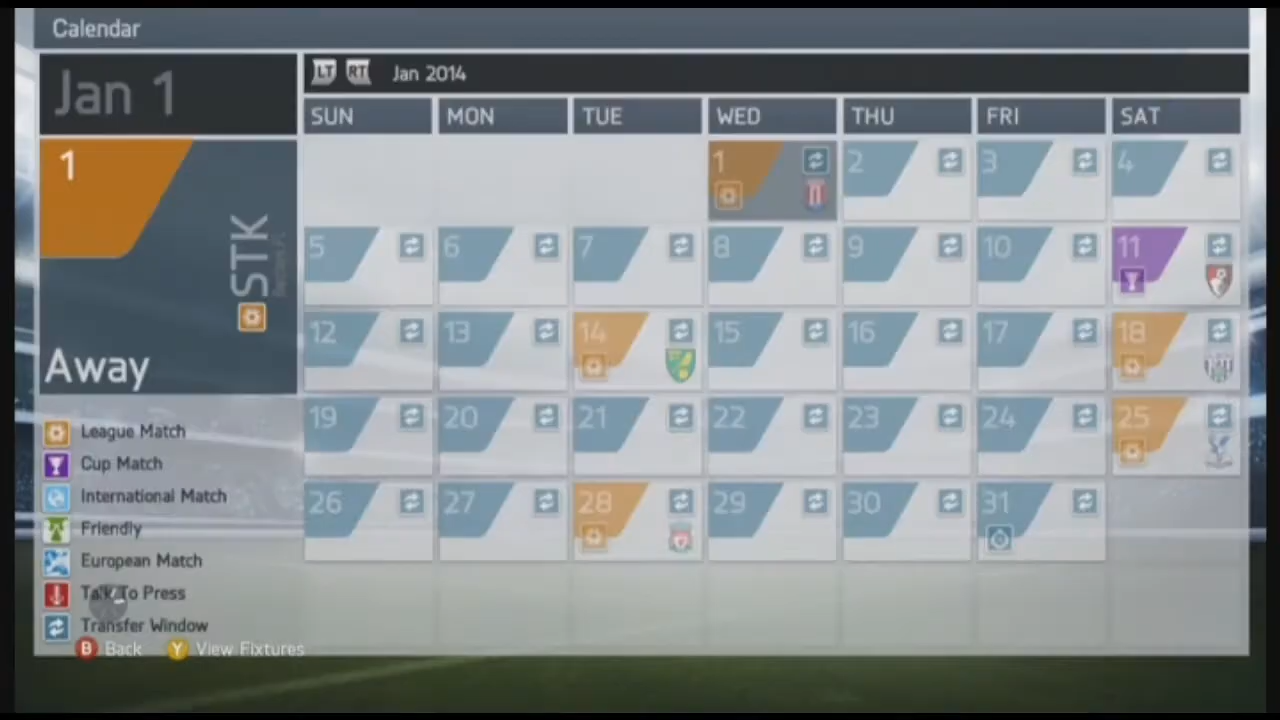 Calendar
Jan 1
LT RT Jan 2014
SUN MON TUE WED THU FRI SAT
1 2 3 4
5 6 7 8 9 10 11
12 13 14 15 16 17 18
19 20 21 22 23 24 25
26 27 28 29 30 31
1
STK
Away
League Match
Cup Match
International Match
Friendly
European Match
Talk To Press
Transfer Window
B Back Y View Fixtures